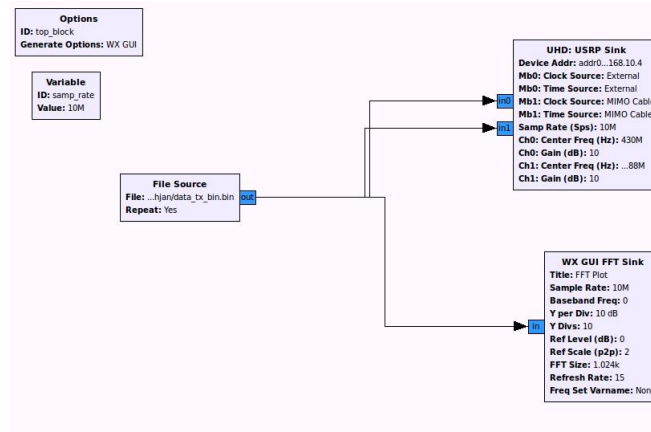 Options
ID: top_block
Generate Options: WX GUI
Variable
ID: samp_rate
Value: 10M
File Source
File: ...hjan/data_tx_bin.bin
Repeat: Yes
out
UHD: USRP Sink
Device Addr: addr0...168.10.4
Mb0: Clock Source: External
Mb0: Time Source: External
Mb1: Clock Source: MIMO Cabl
Mb1: Time Source: MIMO Cable
Samp Rate (Sps): 10M
Ch0: Center Freq (Hz): 430M
Ch0: Gain (dB): 10
Ch1: Center Freq (Hz): ...88M
Ch1: Gain (dB): 10
in0
in1
WX GUI FFT Sink
Title: FFT Plot
Sample Rate: 10M
Baseband Freq: 0
Y per Div: 10 dB
Y Divs: 10
Ref Level (dB): 0
Ref Scale (p2p): 2
FFT Size: 1.024k
Refresh Rate: 15
Freq Set Varname: Non
in